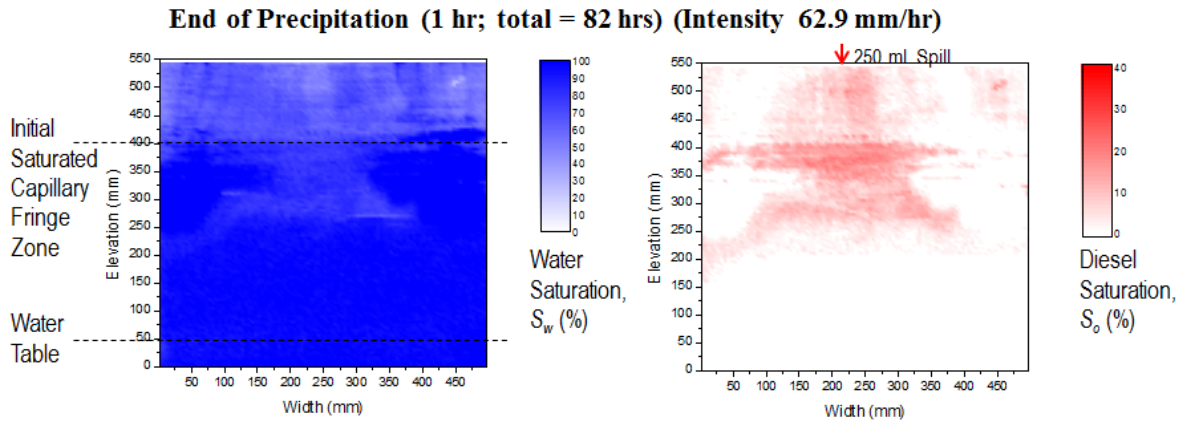 End of Precipitation (1 hr; total = 82 hrs) (Intensity 62.9 mm/hr)
Initial
Saturated
Capillary
Fringe
Zone
Water
Table
Elevation (mm)
550
500
450
400
350
300
250
200
150
100
50
0
50 100 150 200 250 300 350 400 450
Width (mm)
100
90
80
70
60
50
40
30
20
10
0
Water
Saturation,
Sw (%)
250 ml Spill
Elevation (mm)
550
500
450
400
350
300
250
200
150
100
50
0
50 100 150 200 250 300 350 400 450
Width (mm)
40
30
20
10
0
Diesel
Saturation,
So (%)